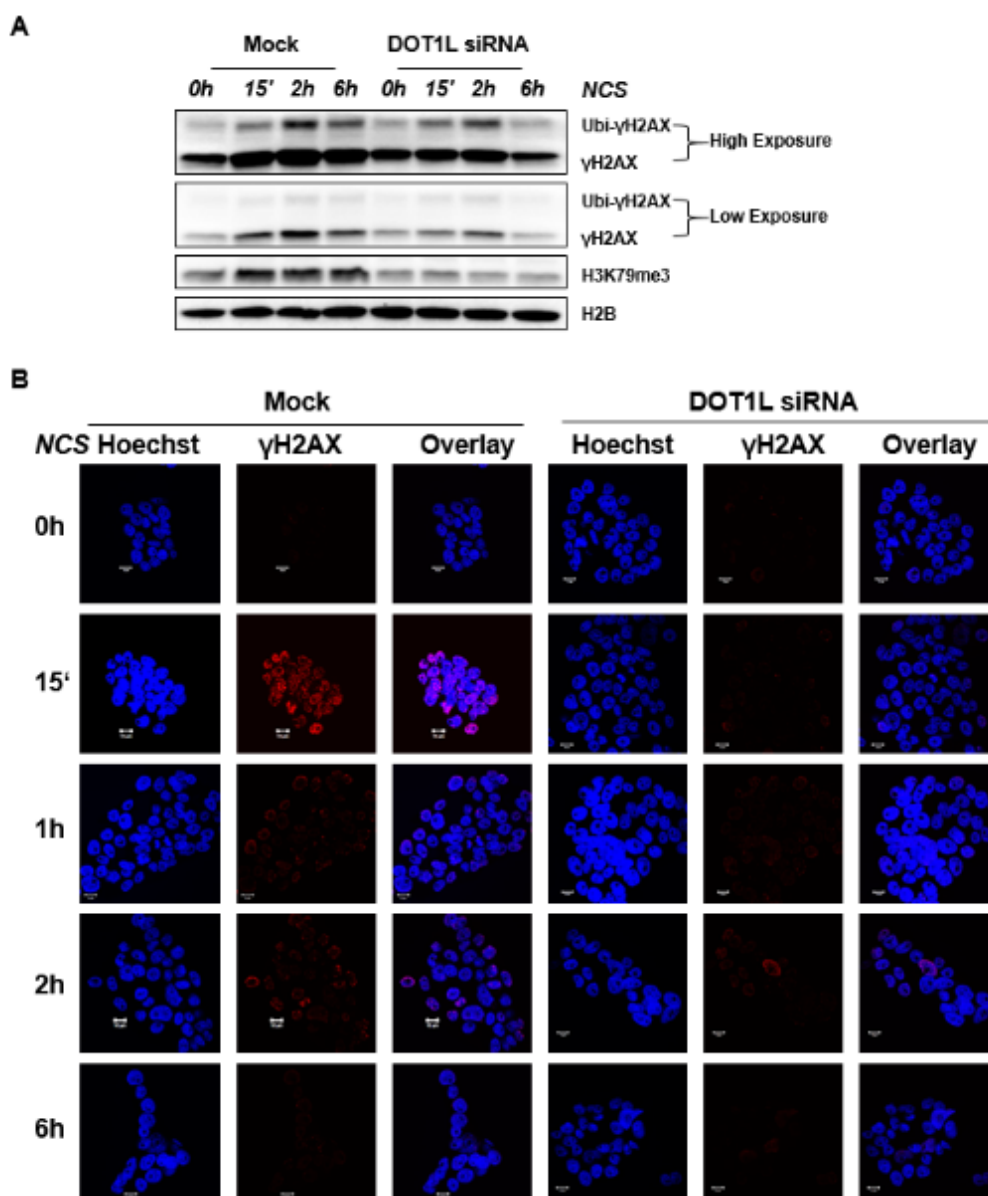 A
Mock DOT1L siRNA
0h 15' 2h 6h 0h 15' 2h 6h NCS
Ubi-γH2AX
High Exposure
γH2AX
Ubi-γH2AX
Low Exposure
γH2AX
H3K79me3
H2B
B
Mock DOT1L siRNA
NCS Hoechst γH2AX Overlay Hoechst γH2AX Overlay
0h
15‘
1h
2h
6h